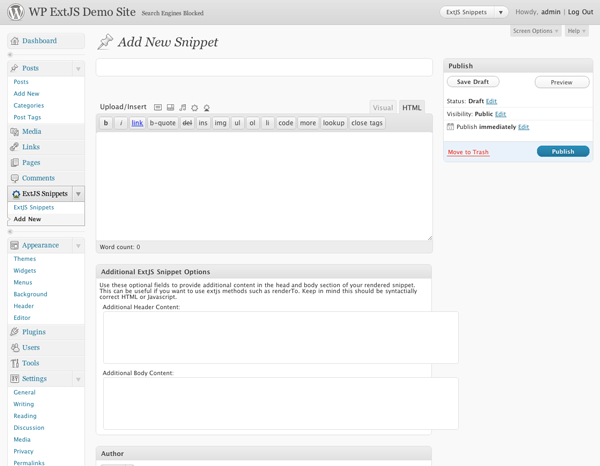 WP ExtJS Demo Site
Search Engines Blocked
ExtJS Snippets
Howdy, admin | Log Out
Screen Options
Help
Dashboard
Posts
Posts
Add New
Categories
Post Tags
Media
Links
Pages
Comments
ExtJS Snippets
ExtJS Snippets
Add New
Appearance
Themes
Widgets
Menus
Background
Header
Editor
Plugins
Users
Tools
Settings
General
Writing
Reading
Discussion
Media
Privacy
Permalinks
Add New Snippet
Upload/Insert
Visual
HTML
b i link b-quote del ins img ul ol li code more lookup close tags
Word count: 0
Additional ExtJS Snippet Options
Use these optional fields to provide additional content in the head and body section of your rendered snippet.
This can be useful if you want to use extjs methods such as renderTo. Keep in mind this should be syntactially
correct HTML or Javascript.
Additional Header Content:
Additional Body Content:
Author
Publish
Save Draft
Preview
Status: Draft Edit
Visibility: Public Edit
Publish immediately Edit
Move to Trash
Publish